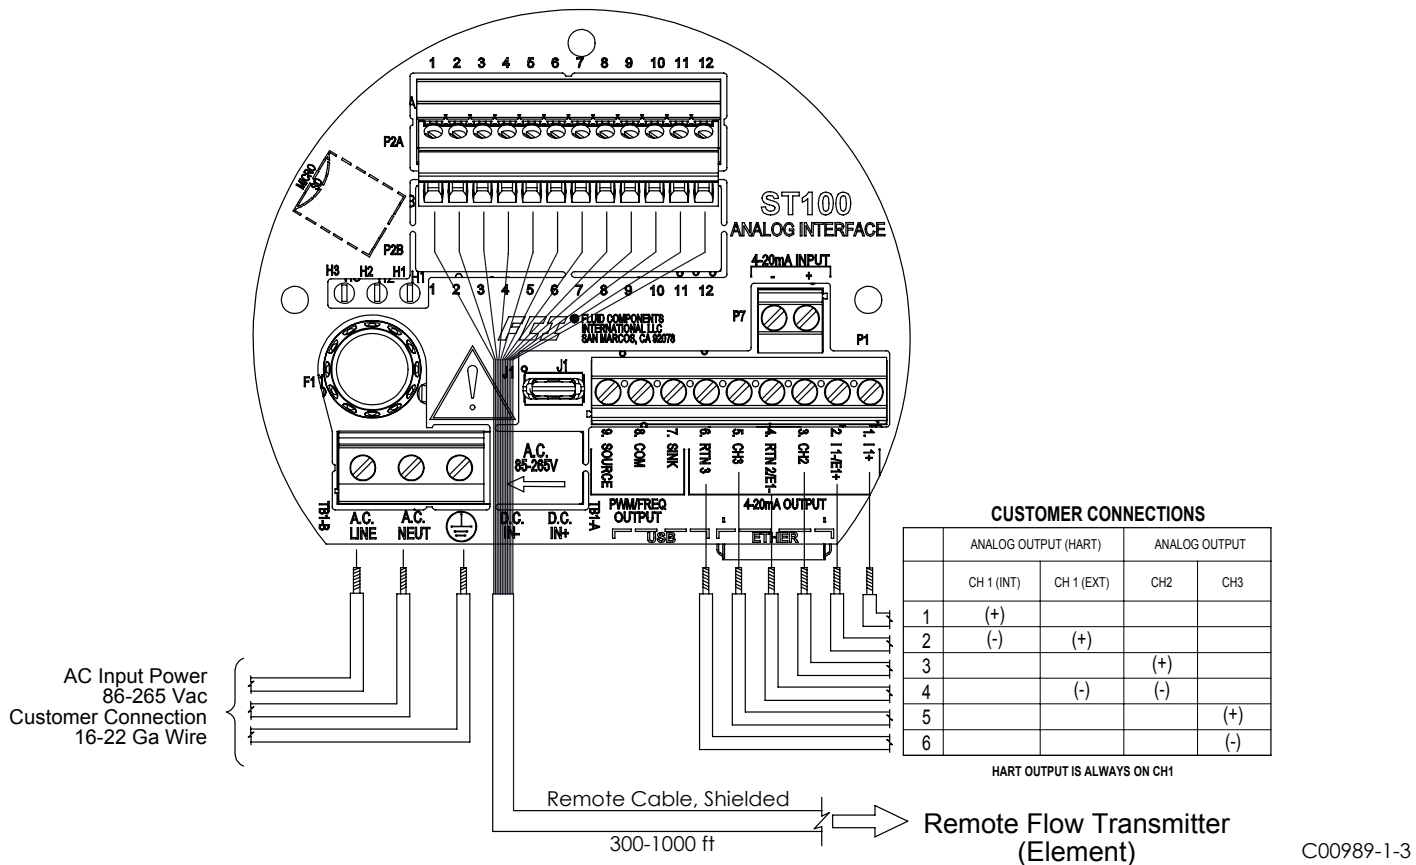 1 2 3 4 5 6 7 8 9 10 11 12
A
P2A
MICRO SD
B
P2B
ST100
ANALOG INTERFACE
4-20mA INPUT
- +
P7
P1
H3 H2 H1
H3 H2 H1
1 2 3 4 5 6 7 8 9 10 11 12
FCI
® FLUID COMPONENTS
INTERNATIONAL LLC
SAN MARCOS, CA 92078
F1
!
J1
J1
A.C.
85-265V
9. SOURCE
8. COM
7. SINK
6. RTN 3
5. CH3
4. RTN 2/E1-
3. CH2
2. I 1-/E1+
1. I 1+
PWM/FREQ
OUTPUT
4-20mA OUTPUT
TB1-B
A.C.
LINE
A.C.
NEUT
D.C.
IN-
D.C.
IN+
TB1-A
USB
ETHER
CUSTOMER CONNECTIONS
ANALOG OUTPUT (HART) ANALOG OUTPUT
CH 1 (INT) CH 1 (EXT) CH2 CH3
1 (+)
2 (-) (+)
3 (+)
4 (-) (-)
5 (+)
6 (-)
HART OUTPUT IS ALWAYS ON CH1
AC Input Power
86-265 Vac
Customer Connection
16-22 Ga Wire
Remote Cable, Shielded
300-1000 ft
Remote Flow Transmitter
(Element)
C00989-1-3